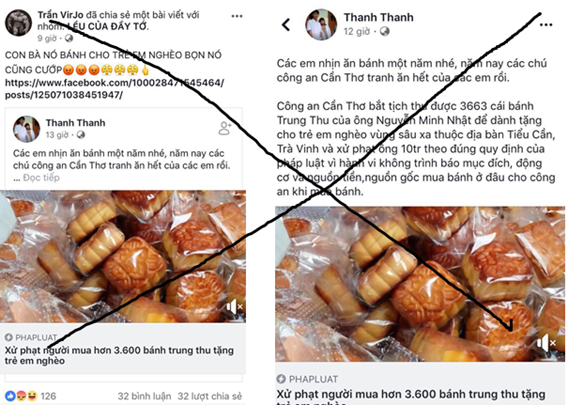 Trần VirJo đã chia sẻ một bài viết với
nhóm: LỀU CỦA ĐẦY TỚ.
9 giờ
CON BÀ NÓ BÁNH CHO TRẺ EM NGHÈO BỌN NÓ
CŨNG CƯỚP😡😡😡😤😤😤🖕
https://www.facebook.com/100028471545464/
posts/125071038451947/
Thanh Thanh
13 giờ
Các em nhịn ăn bánh một năm nhé, năm nay các
chú công an Cần Thơ tranh ăn hết của các em rồi.
... Đọc tiếp
PHAPLUAT
Xử phạt người mua hơn 3.600 bánh trung thu tặng
trẻ em nghèo
126
32 bình luận 32 lượt chia sẻ
Thanh Thanh
12 giờ
Các em nhịn ăn bánh một năm nhé, năm nay các chú
công an Cần Thơ tranh ăn hết của các em rồi.
Công an Cần Thơ bắt tịch thu được 3663 cái bánh
Trung Thu của ông Nguyễn Minh Nhật để dành tặng
cho trẻ em nghèo vùng sâu xa thuộc địa bàn Tiểu Cần,
Trà Vinh và xử phạt ông 10tr theo đúng quy định của
pháp luật vì hành vi không trình báo mục đích, động
cơ và nguồn tiền,nguồn gốc mua bánh ở đâu cho công
an khi mua bánh.
PHAPLUAT
Xử phạt người mua hơn 3.600 bánh trung thu tặng
trẻ em nghèo